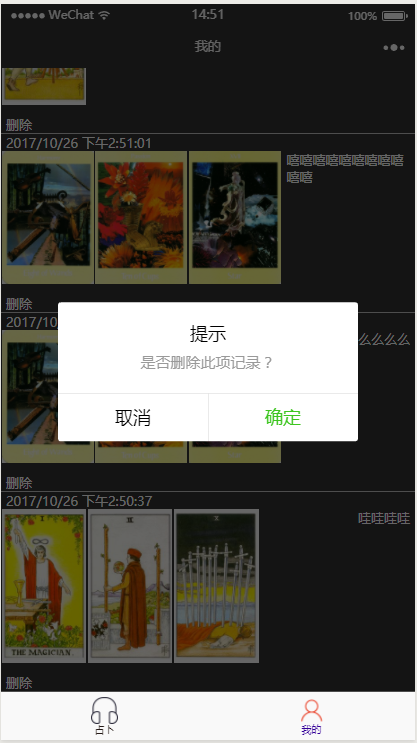 ●●●●● WeChat 14:51 100%
我的
删除
2017/10/26 下午2:51:01
嘻嘻嘻嘻嘻嘻嘻嘻嘻
嘻嘻
删除
2017/10
么么么么
提示
是否删除此项记录？
取消 确定
删除
2017/10/26 下午2:50:37
哇哇哇哇
I
III
X
THE MAGICIAN.
删除
占卜 我的